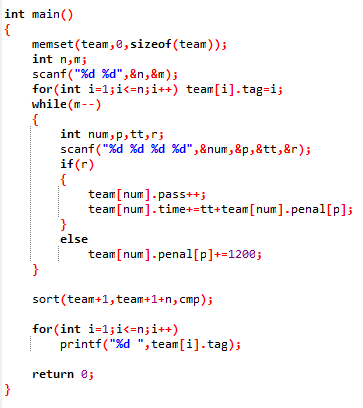 int main()
{
    memset(team,0,sizeof(team));
    int n,m;
    scanf("%d %d",&n,&m);
    for(int i=1;i<=n;i++) team[i].tag=i;
    while(m--)
    {
        int num,p,tt,r;
        scanf("%d %d %d %d",&num,&p,&tt,&r);
        if(r)
        {
            team[num].pass++;
            team[num].time+=tt+team[num].penal[p];
        }
        else
            team[num].penal[p]+=1200;
    }

    sort(team+1,team+1+n,cmp);

    for(int i=1;i<=n;i++)
        printf("%d ",team[i].tag);

    return 0;
}